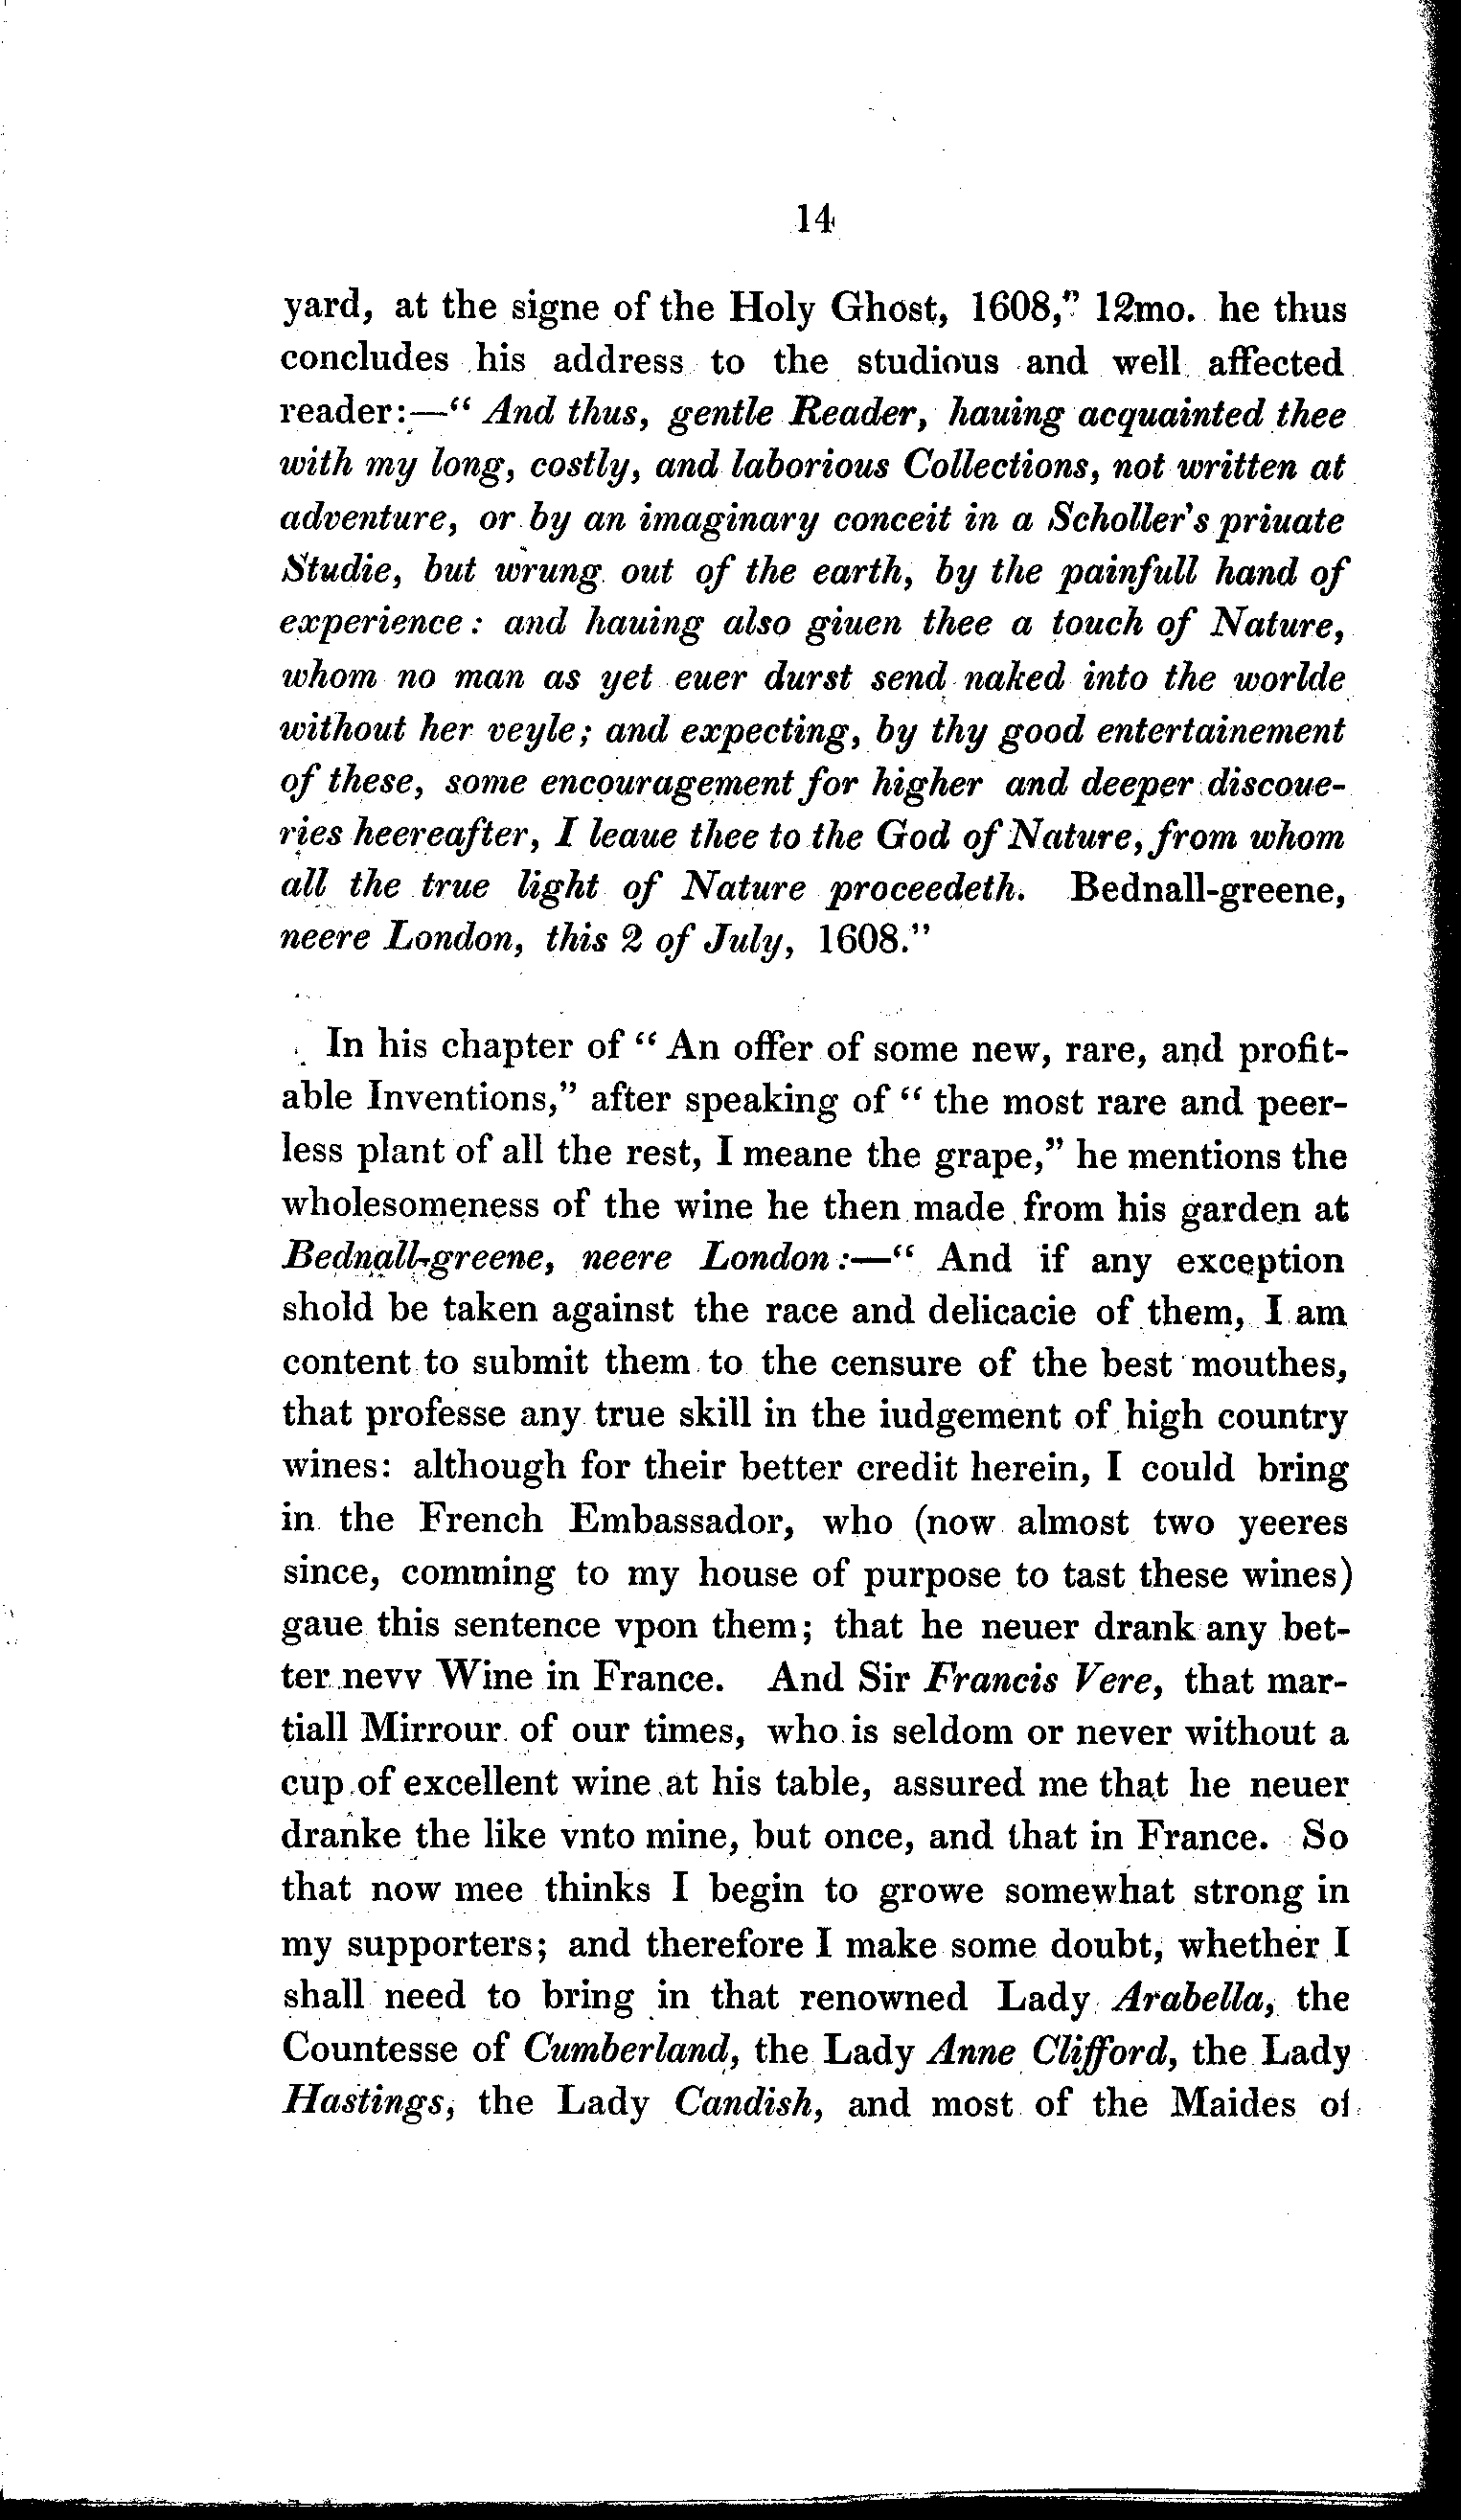 14
yard, at the signe of the Holy Ghost, 1608," 12mo. he thus
concludes his address to the studious and well affected
reader:—" And thus, gentle Reader, hauing acquainted thee
with my long, costly, and laborious Collections, not written at
adventure, or by an imaginary conceit in a Scholler's priuate
Studie, but wrung out of the earth, by the painfull hand of
experience: and hauing also giuen thee a touch of Nature,
whom no man as yet euer durst send naked into the worlde
without her veyle; and expecting, by thy good entertainement
of these, some encouragement for higher and deeper discoue-
ries heereafter, I leaue thee to the God of Nature, from whom
all the true light of Nature proceedeth. Bednall-greene,
neere London, this 2 of July, 1608."
In his chapter of " An offer of some new, rare, and profit-
able Inventions," after speaking of " the most rare and peer-
less plant of all the rest, I meane the grape," he mentions the
wholesomeness of the wine he then made from his garden at
Bednall-greene, neere London:—" And if any exception
shold be taken against the race and delicacie of them, I am
content to submit them to the censure of the best mouthes,
that professe any true skill in the iudgement of high country
wines: although for their better credit herein, I could bring
in the French Embassador, who (now almost two yeeres
since, comming to my house of purpose to tast these wines)
gaue this sentence vpon them; that he neuer drank any bet-
ter nevv Wine in France. And Sir Francis Vere, that mar-
tiall Mirrour of our times, who is seldom or never without a
cup of excellent wine at his table, assured me that he neuer
dranke the like vnto mine, but once, and that in France. So
that now mee thinks I begin to growe somewhat strong in
my supporters; and therefore I make some doubt, whether I
shall need to bring in that renowned Lady Arabella, the
Countesse of Cumberland, the Lady Anne Clifford, the Lady
Hastings, the Lady Candish, and most of the Maides of